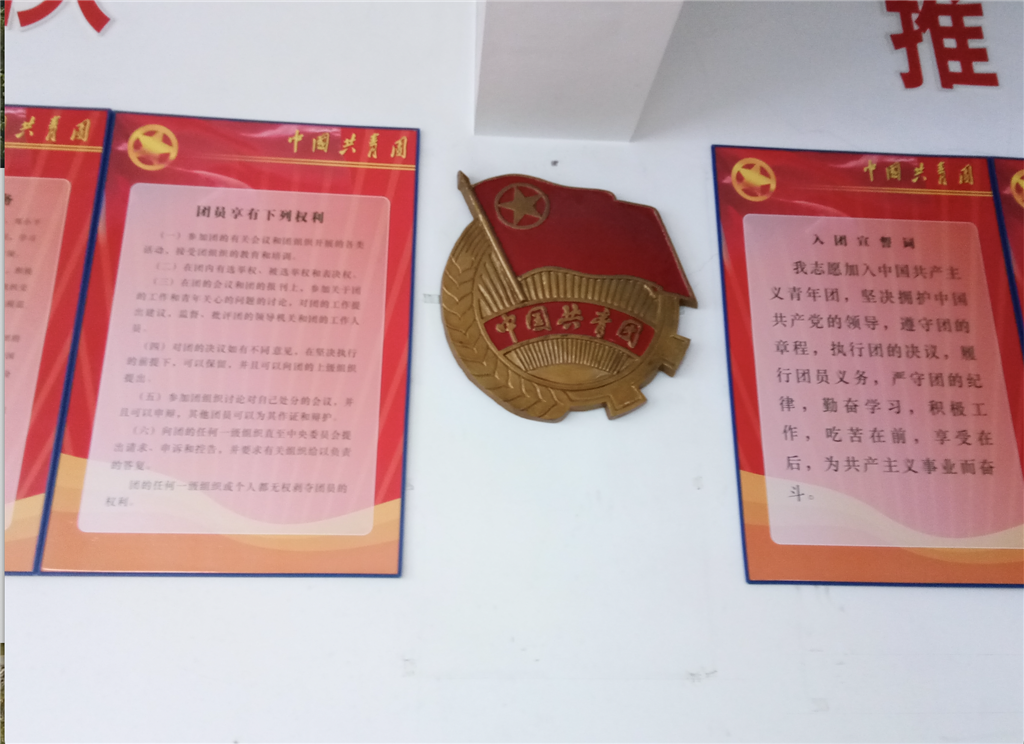 推
共青团
中国共青团
团员享有下列权利
（一）参加团的有关会议和团组织开展的各类
活动，接受团组织的教育和培训。
（二）在团内有选举权、被选举权和表决权。
（三）在团的会议和团的报刊上，参加关于团
的工作和青年关心的问题的讨论，对团的工作提
出建议，监督、批评团的领导机关和团的工作人
员。
（四）对团的决议如有不同意见，在坚决执行
的前提下，可以保留，并且可以向团的上级组织
提出。
（五）参加团组织讨论对自己处分的会议，并
且可以申辩，其他团员可以为其作证和辩护。
（六）向团的任何一级组织直至中央委员会提
出请求、申诉和控告，并要求有关组织给以负责
的答复。
团的任何一级组织或个人都无权剥夺团员的
权利。
中国共青团
中国共青团
入团宣誓词
我志愿加入中国共产主
义青年团，坚决拥护中国
共产党的领导，遵守团的
章程，执行团的决议，履
行团员义务，严守团的纪
律，勤奋学习，积极工
作，吃苦在前，享受在
后，为共产主义事业而奋
斗。